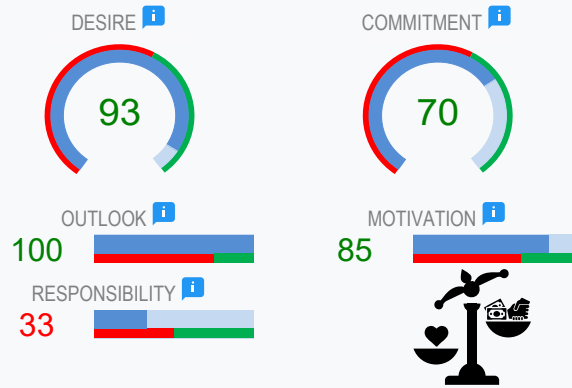 DESIRE i
93
COMMITMENT i
70
OUTLOOK i
100
MOTIVATION i
85
RESPONSIBILITY i
33